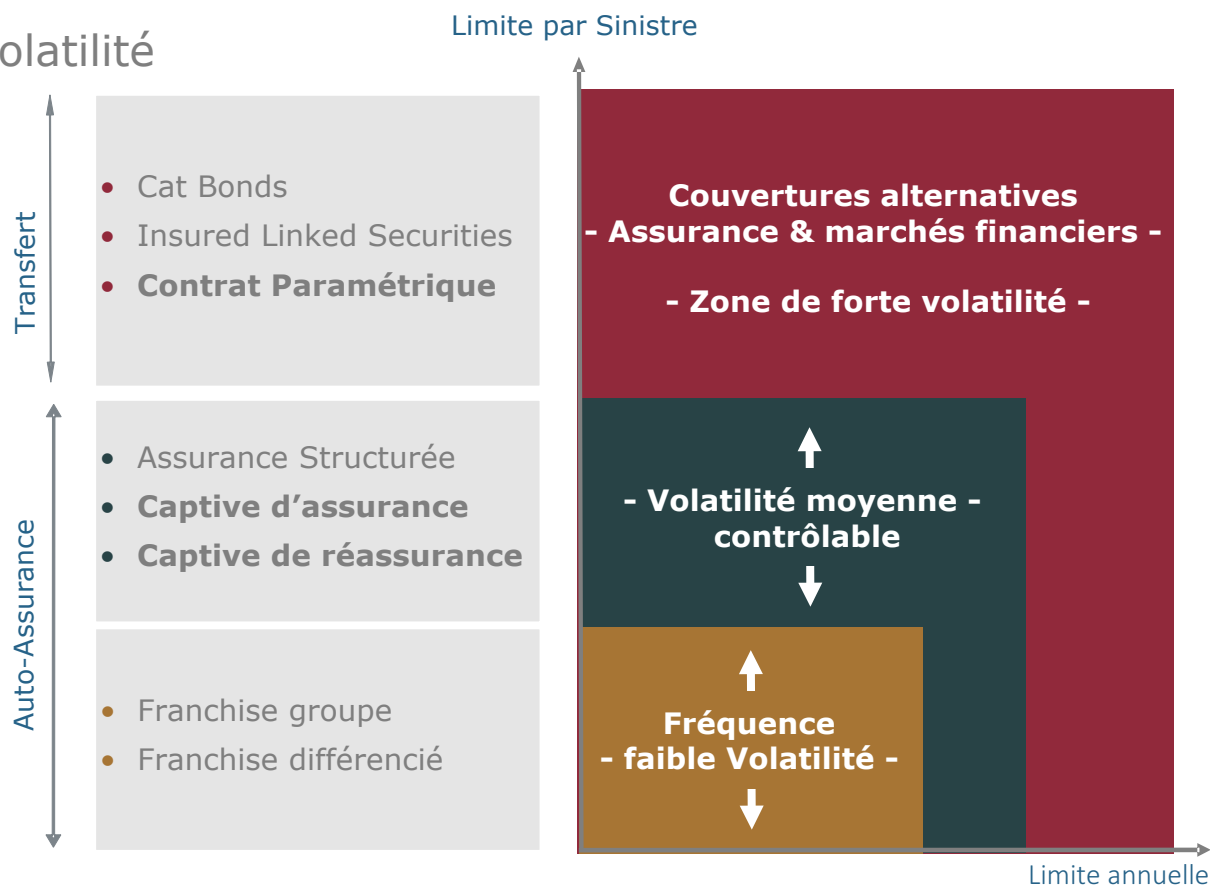 Limite par Sinistre
olatilité
Transfert
• Cat Bonds
• Insured Linked Securities
• Contrat Paramétrique
Couvertures alternatives
- Assurance & marchés financiers -
- Zone de forte volatilité -
Auto-Assurance
• Assurance Structurée
• Captive d’assurance
• Captive de réassurance
- Volatilité moyenne -
contrôlable
• Franchise groupe
• Franchise différencié
Fréquence
- faible Volatilité -
Limite annuelle